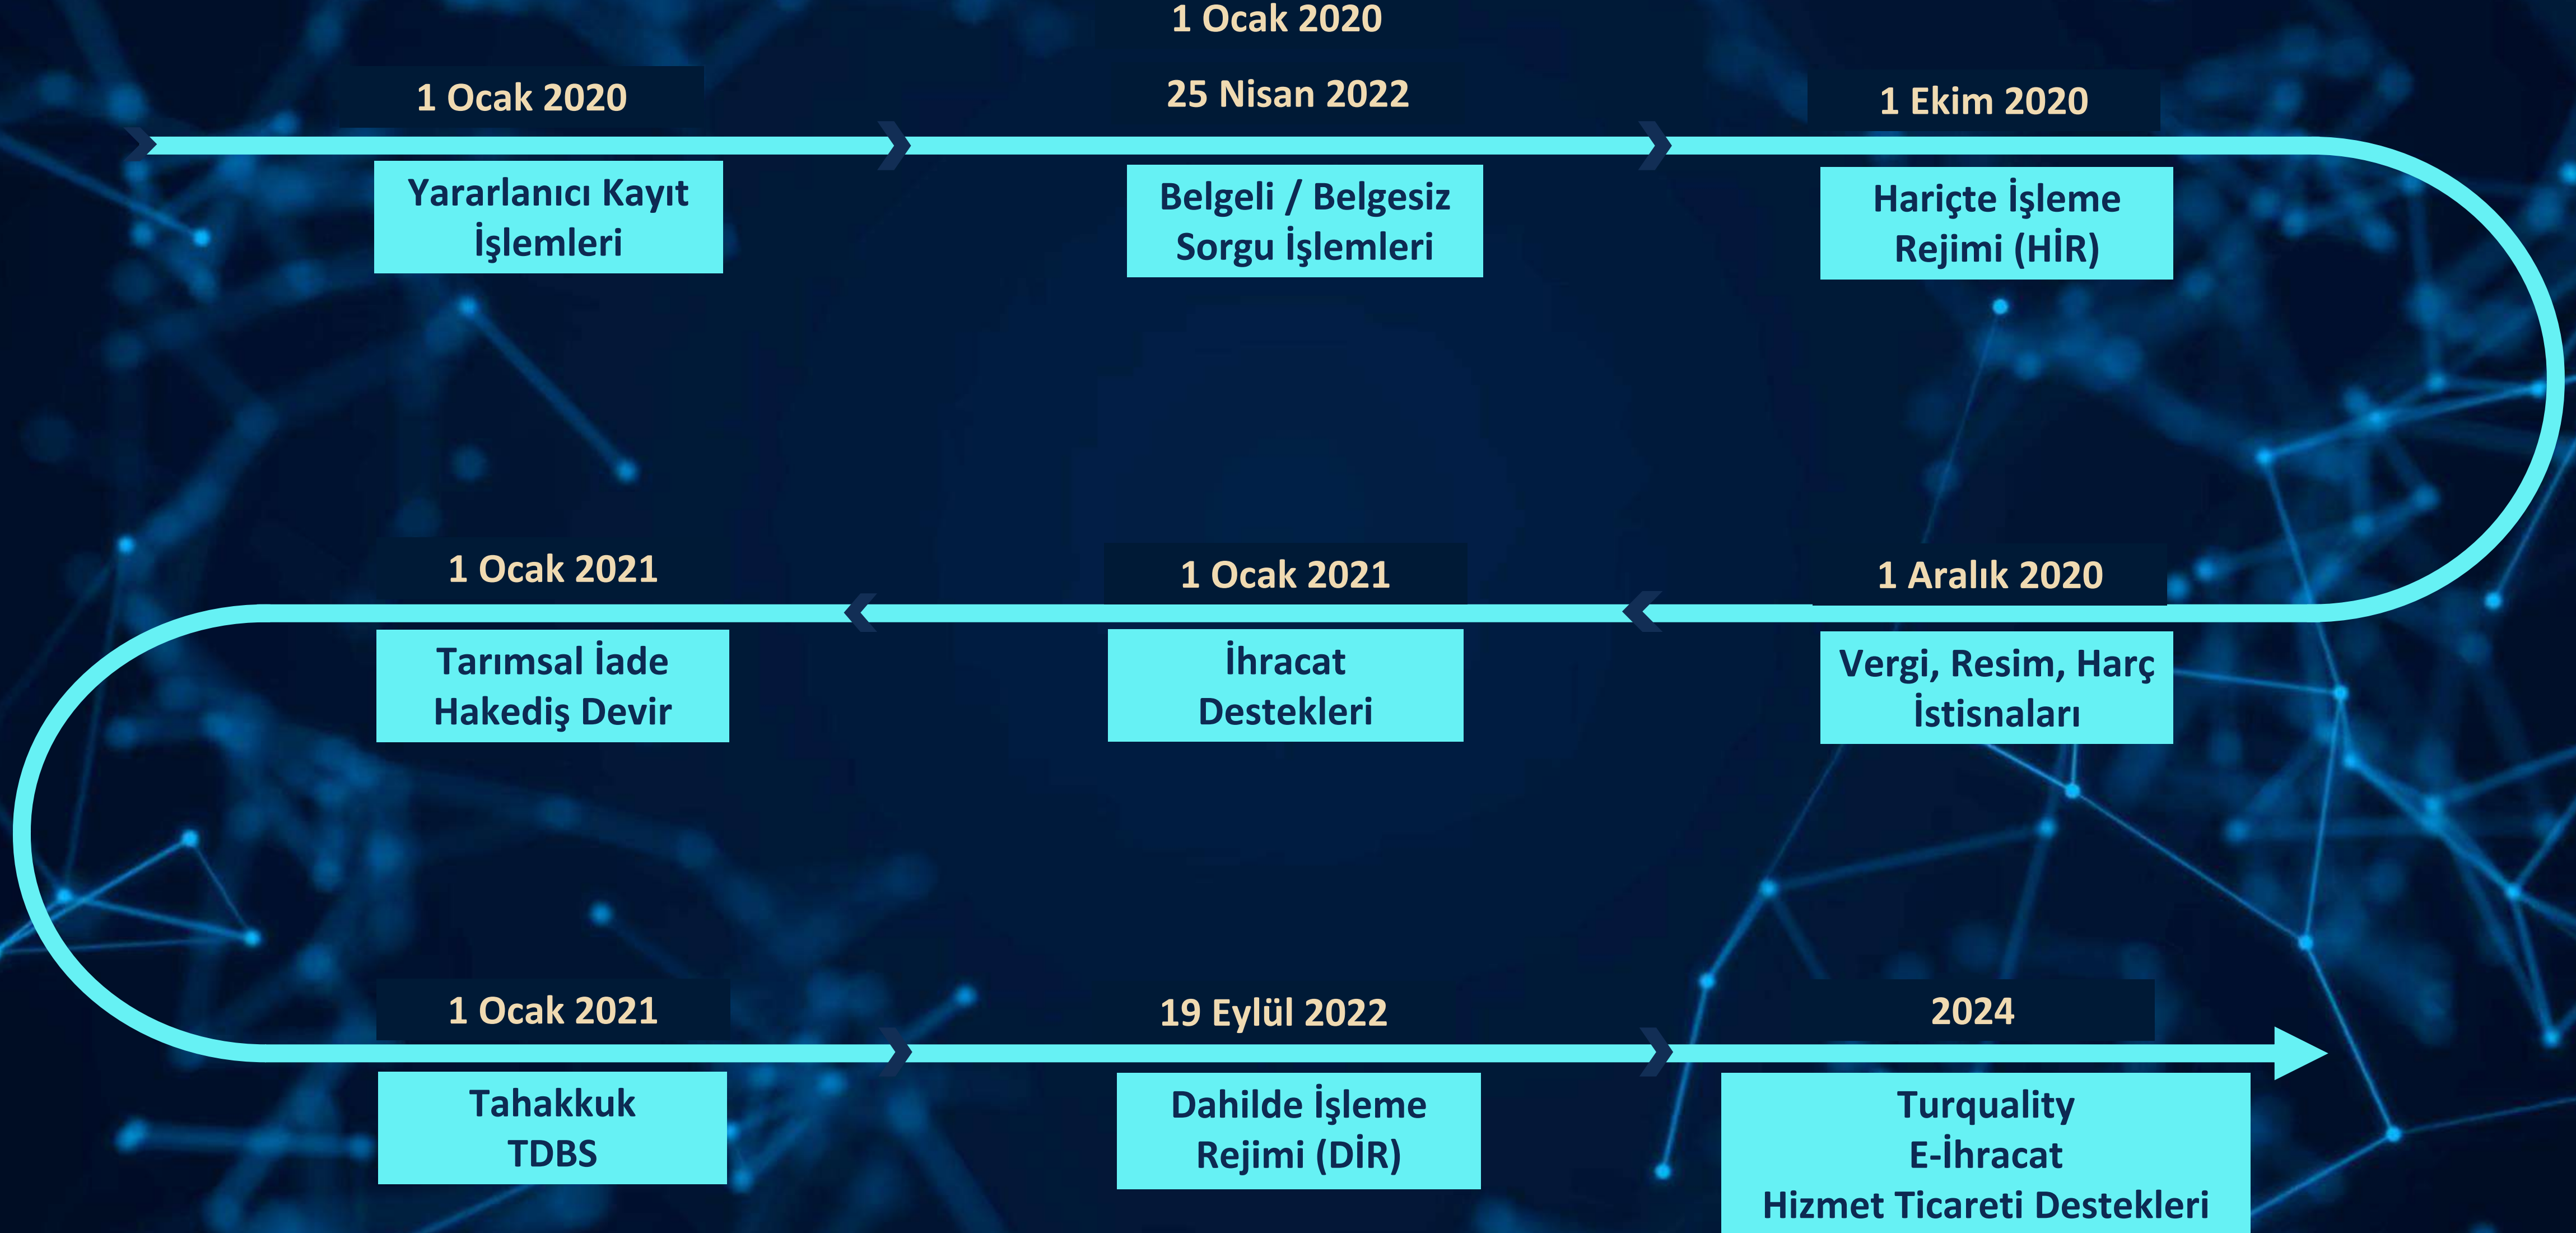 1 Ocak 2020
Yararlanıcı Kayıt
İşlemleri
1 Ocak 2020
25 Nisan 2022
Belgeli / Belgesiz
Sorgu İşlemleri
1 Ekim 2020
Hariçte İşleme
Rejimi (HİR)
1 Aralık 2020
Vergi, Resim, Harç
İstisnaları
1 Ocak 2021
İhracat
Destekleri
1 Ocak 2021
Tarımsal İade
Hakediş Devir
1 Ocak 2021
Tahakkuk
TDBS
19 Eylül 2022
Dahilde İşleme
Rejimi (DİR)
2024
Turquality
E-İhracat
Hizmet Ticareti Destekleri